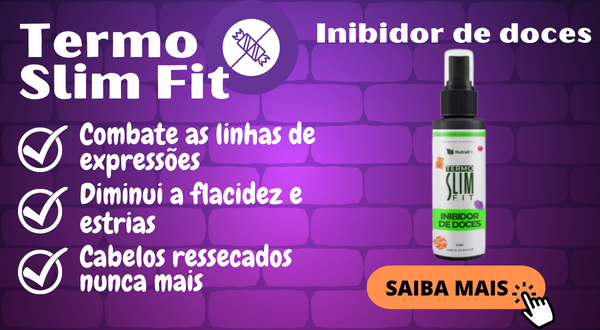 Termo
Slim Fit
Inibidor de doces
Combate as linhas de
expressões
Diminui a flacidez e
estrias
Cabelos ressecados
nunca mais
TERMO
SLIM
FIT
INIBIDOR
DE DOCES
SAIBA MAIS